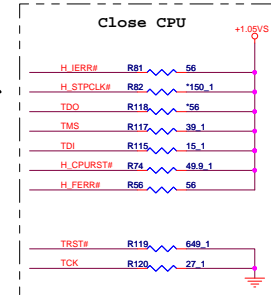 Close CPU
+1.05VS
H_IERR# R81 56
H_STPCLK# R82 *150_1
TDO R118 *56
TMS R117 39_1
TDI R115 15_1
H_CPURST# R74 49.9_1
H_FERR# R56 56
TRST# R119 649_1
TCK R120 27_1